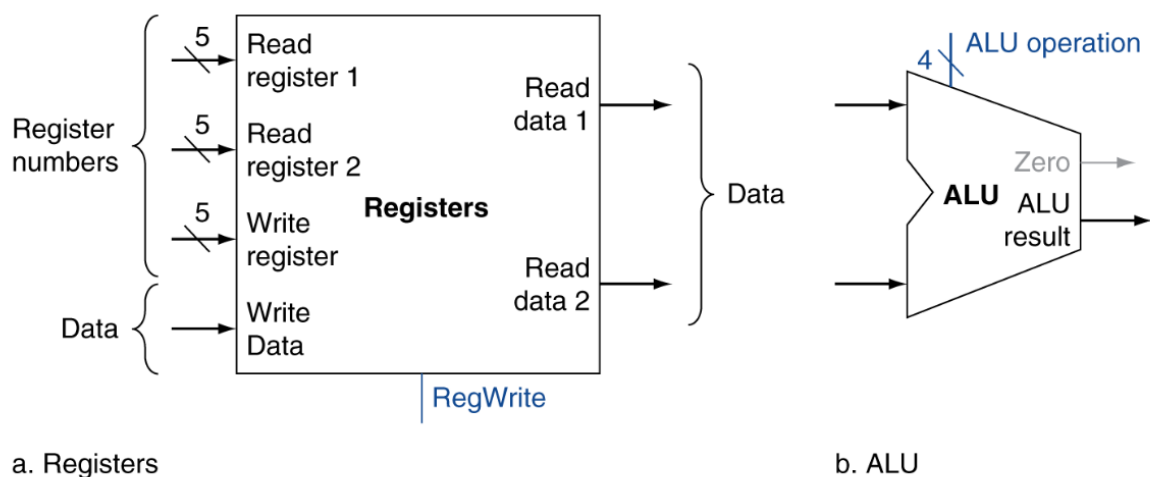 Register
numbers
Data
5
Read
register 1
5
Read
register 2
5
Write
register
Write
Data
Registers
Read
data 1
Read
data 2
RegWrite
Data
4
ALU operation
Zero
ALU
ALU
result
a. Registers
b. ALU